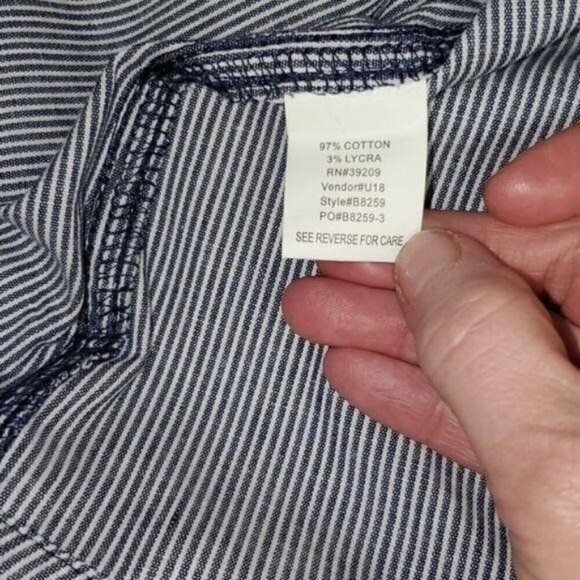 97% COTTON
3% LYCRA
RN#39209
Vendor#U18
Style#B8259
PO#B8259-3
SEE REVERSE FOR CARE